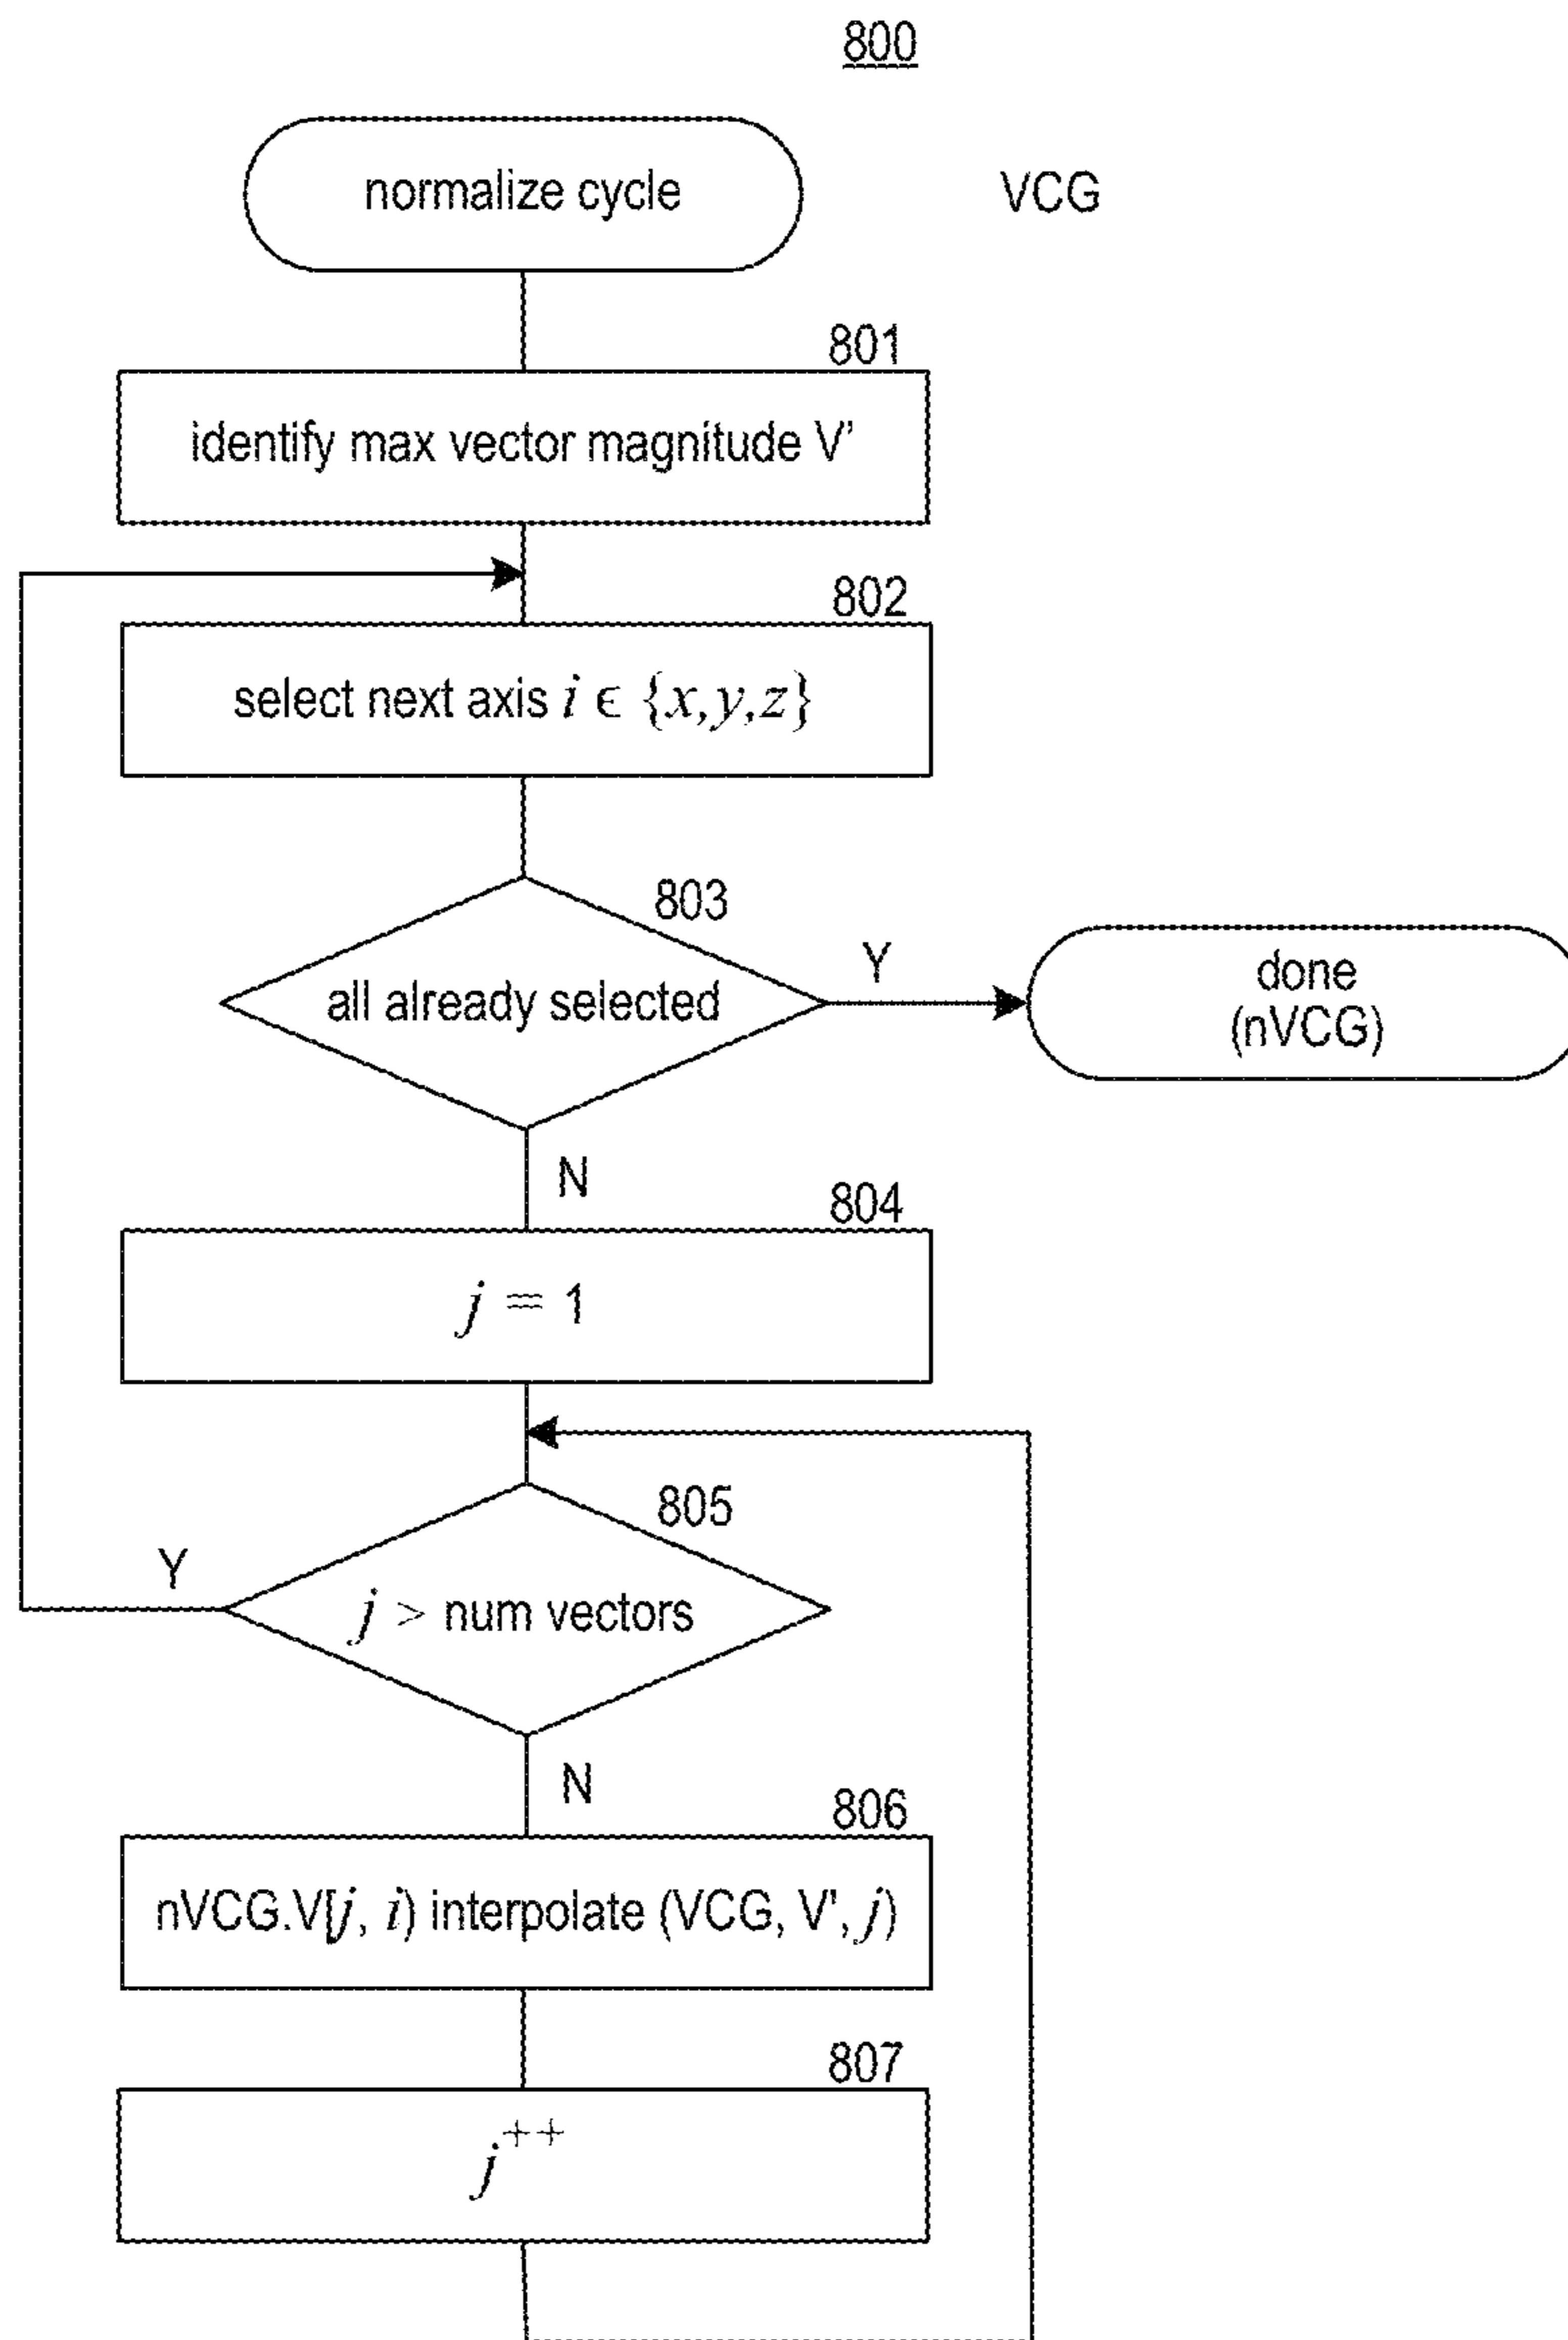 800
normalize cycle
VCG
801
identify max vector magnitude V'
802
select next axis i ϵ {x,y,z}
803
all already selected
Y
done
(nVCG)
N
804
j = 1
805
Y
j > num vectors
N
806
nVCG.V[j, i) interpolate (VCG, V', j)
807
j++